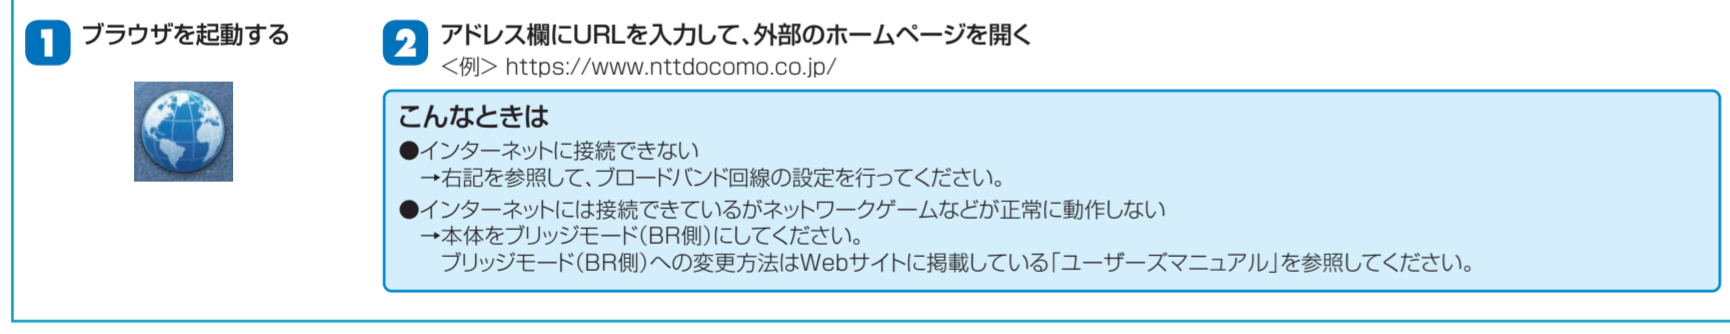 1 ブラウザを起動する
2 アドレス欄にURLを入力して、外部のホームページを開く
＜例＞ https://www.nttdocomo.co.jp/
こんなときは
●インターネットに接続できない
→右記を参照して、ブロードバンド回線の設定を行ってください。
●インターネットには接続できているがネットワークゲームなどが正常に動作しない
→本体をブリッジモード（BR側）にしてください。
ブリッジモード（BR側）への変更方法はWebサイトに掲載している「ユーザーズマニュアル」を参照してください。